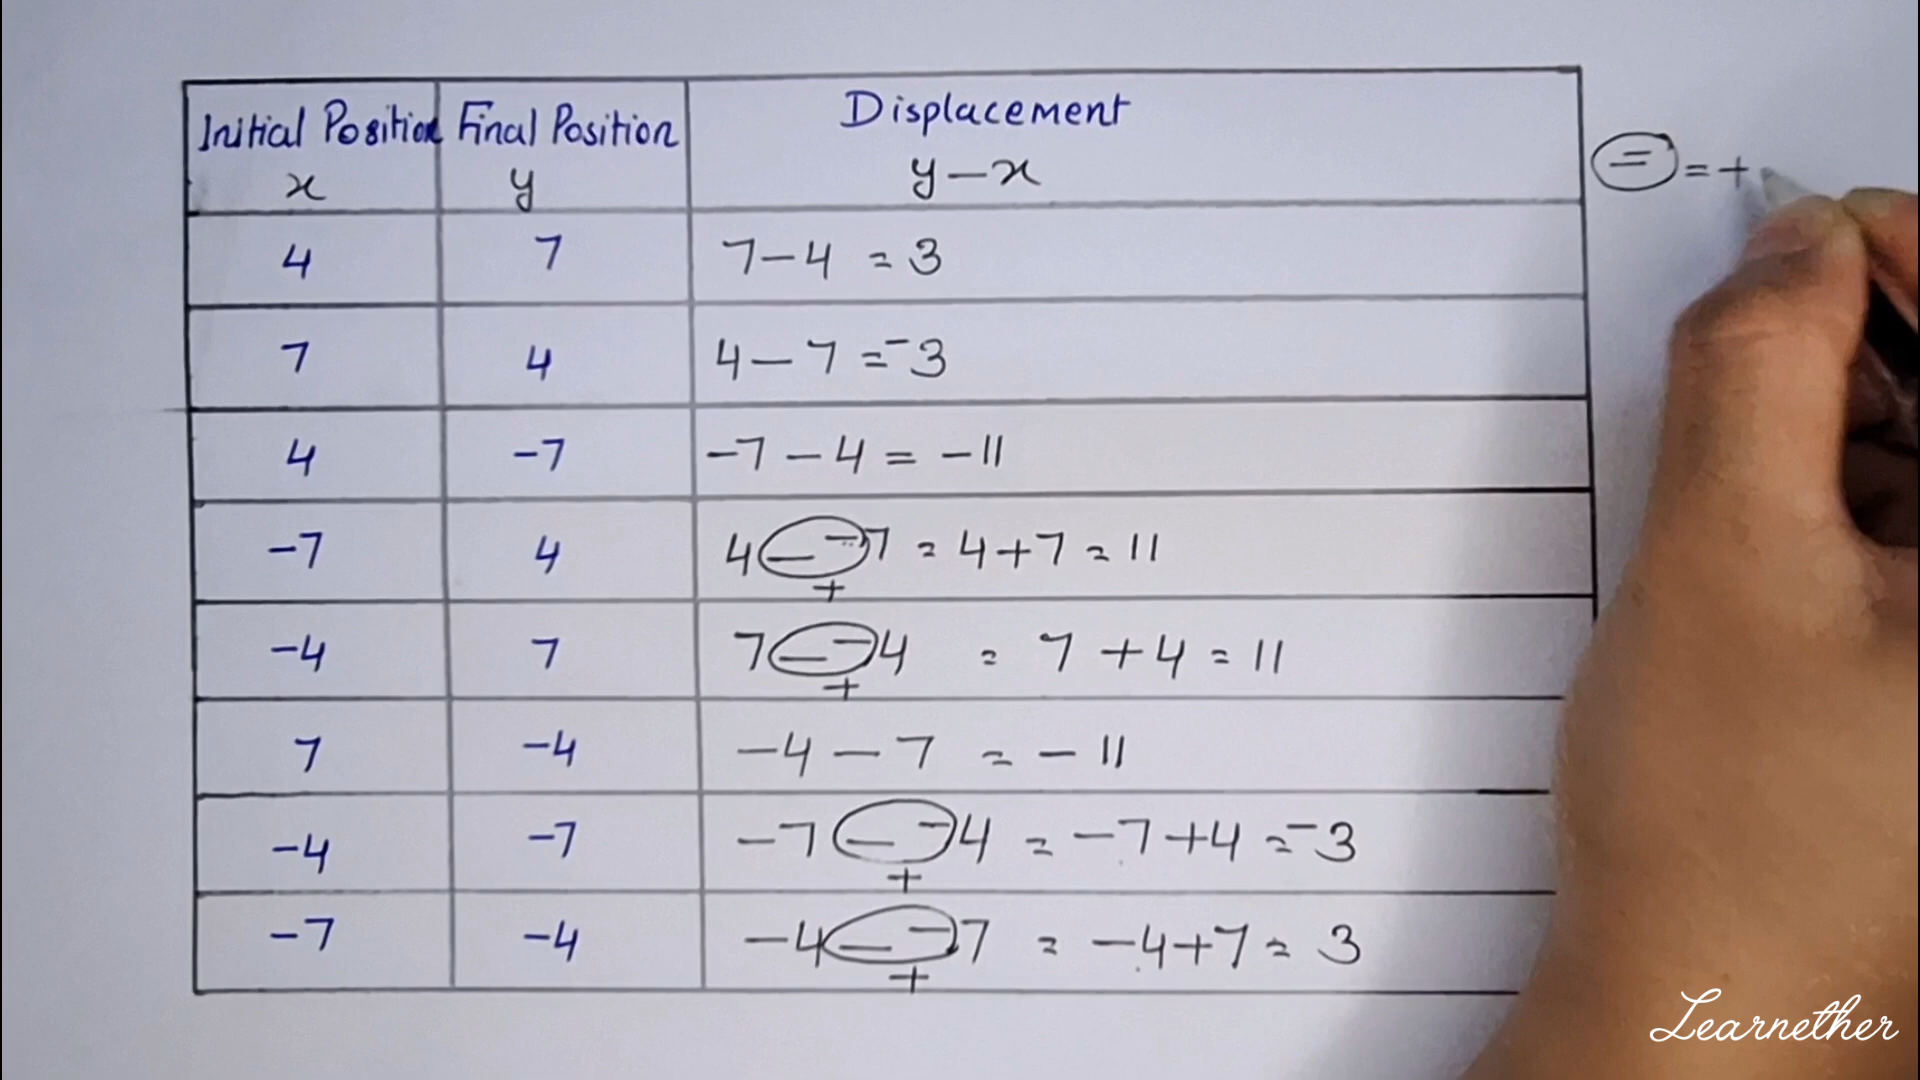 Initial Position Final Position Displacement
x y y – x
= = +
4 7 7 – 4 = 3
7 4 4 – 7 = -3
4 -7 -7 – 4 = -11
-7 4 4 – -7 = 4 + 7 = 11
+
-4 7 7 – -4 = 7 + 4 = 11
+
7 -4 -4 – 7 = -11
-4 -7 -7 – -4 = -7 + 4 = -3
+
-7 -4 -4 – -7 = -4 + 7 = 3
+
Learnether